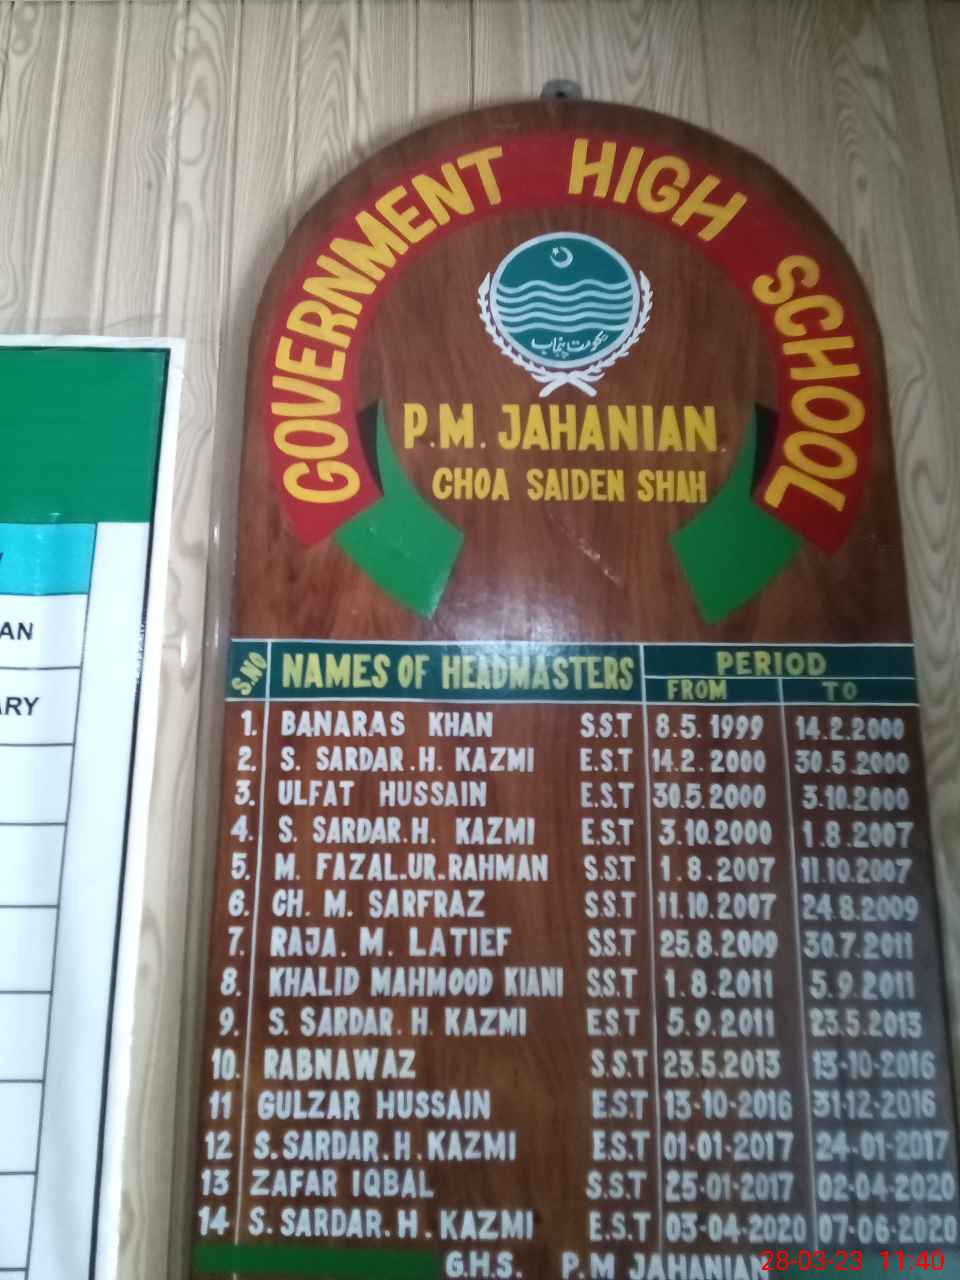 GOVERNMENT HIGH SCHOOL
حکومت پنجاب
P.M. JAHANIAN.
CHOA SAIDEN SHAH
S.NO NAMES OF HEADMASTERS PERIOD
FROM TO
1. BANARAS KHAN S.S.T 8.5.1999 14.2.2000
2. S. SARDAR.H. KAZMI E.S.T 14.2.2000 30.5.2000
3. ULFAT HUSSAIN E.S.T 30.5.2000 3.10.2000
4. S. SARDAR.H. KAZMI E.S.T 3.10.2000 1.8.2007
5. M. FAZAL.UR.RAHMAN S.S.T 1.8.2007 11.10.2007
6. CH. M. SARFRAZ S.S.T 11.10.2007 24.8.2009
7. RAJA. M. LATIEF S.S.T 25.8.2009 30.7.2011
8. KHALID MAHMOOD KIANI S.S.T 1.8.2011 5.9.2011
9. S. SARDAR.H. KAZMI E.S.T 5.9.2011 23.5.2013
10. RABNAWAZ S.S.T 23.5.2013 13-10-2016
11 GULZAR HUSSAIN E.S.T 13-10-2016 31-12-2016
12 S.SARDAR.H.KAZMI E.S.T 01-01-2017 24-01-2017
13 ZAFAR IQBAL S.S.T 25-01-2017 02-04-2020
14 S.SARDAR.H.KAZMI E.S.T 03-04-2020 07-06-2020
G.H.S. P.M JAHANIAN
28-03-23 11:40
AN
ARY